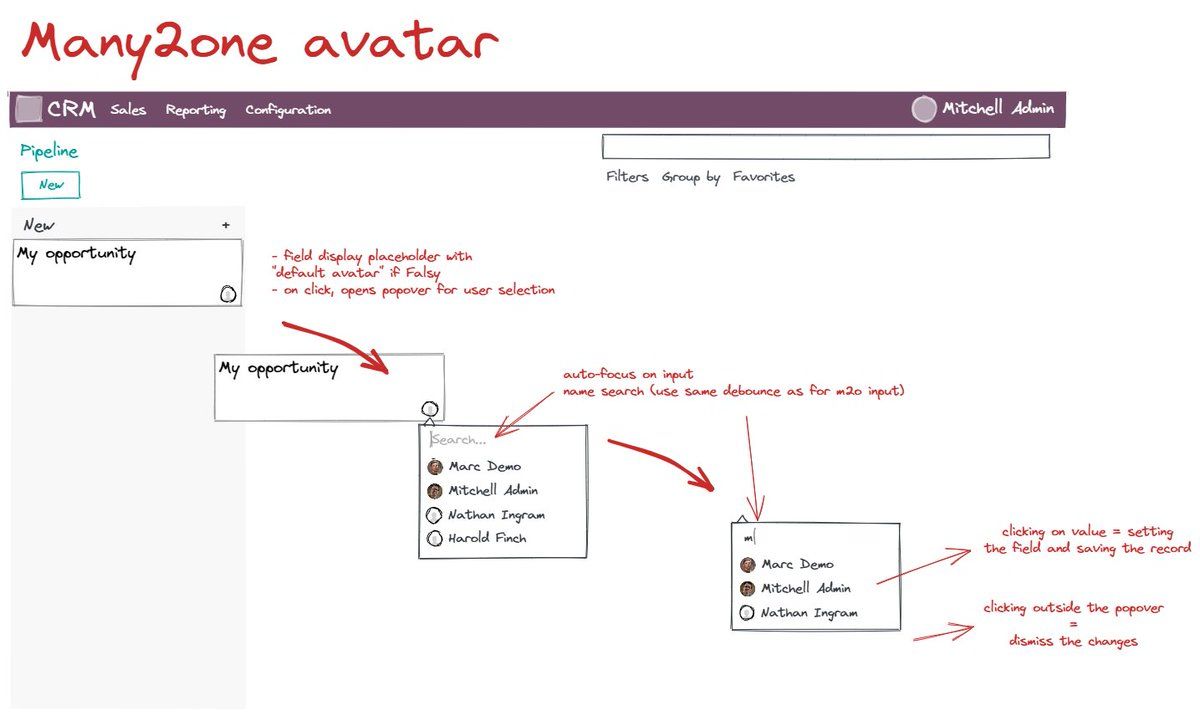 Many2one avatar
CRM Sales Reporting Configuration Mitchell Admin
Pipeline
New
Filters Group by Favorites
New +
My opportunity
- field display placeholder with
"default avatar" if Falsy
- on click, opens popover for user selection
My opportunity
auto-focus on input
name search (use same debounce as for m2o input)
Search...
Marc Demo
Mitchell Admin
Nathan Ingram
Harold Finch
m
Marc Demo
Mitchell Admin
Nathan Ingram
clicking on value = setting
the field and saving the record
clicking outside the popover
=
dismiss the changes